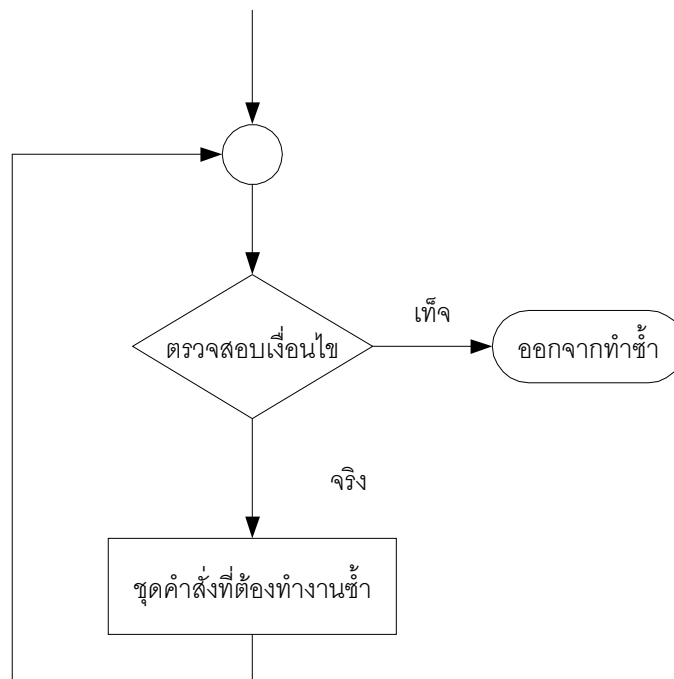 เท็จ
ตรวจสอบเงื่อนไข
ออกจากทำซ้ำ
จริง
ชุดคำสั่งที่ต้องทำงานซ้ำ